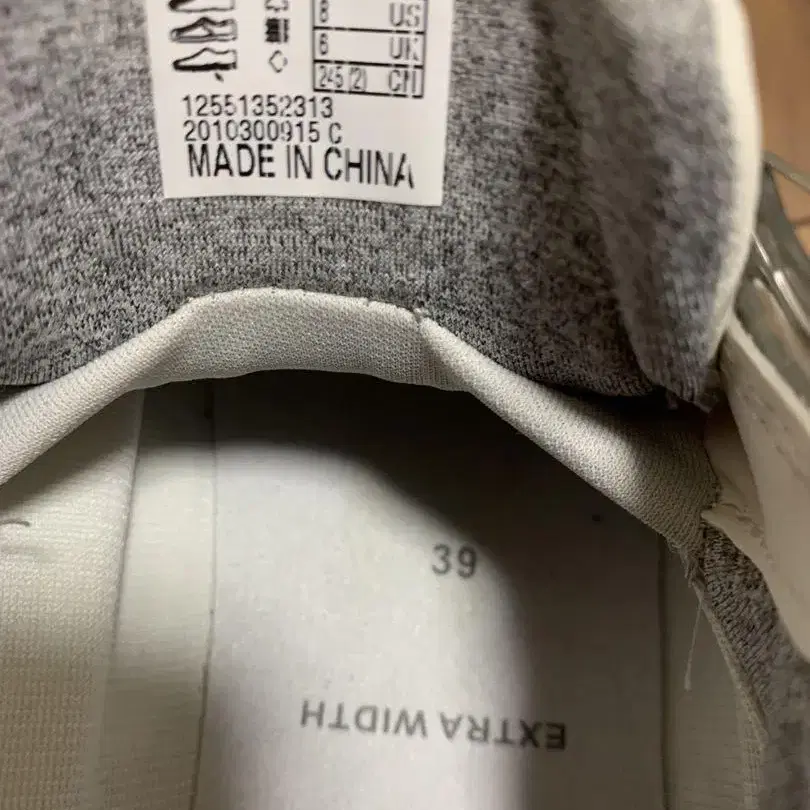 8 US
6 UK
245 (2) CN
12551352313
2010300915 C
MADE IN CHINA
39
EXTRA WIDTH